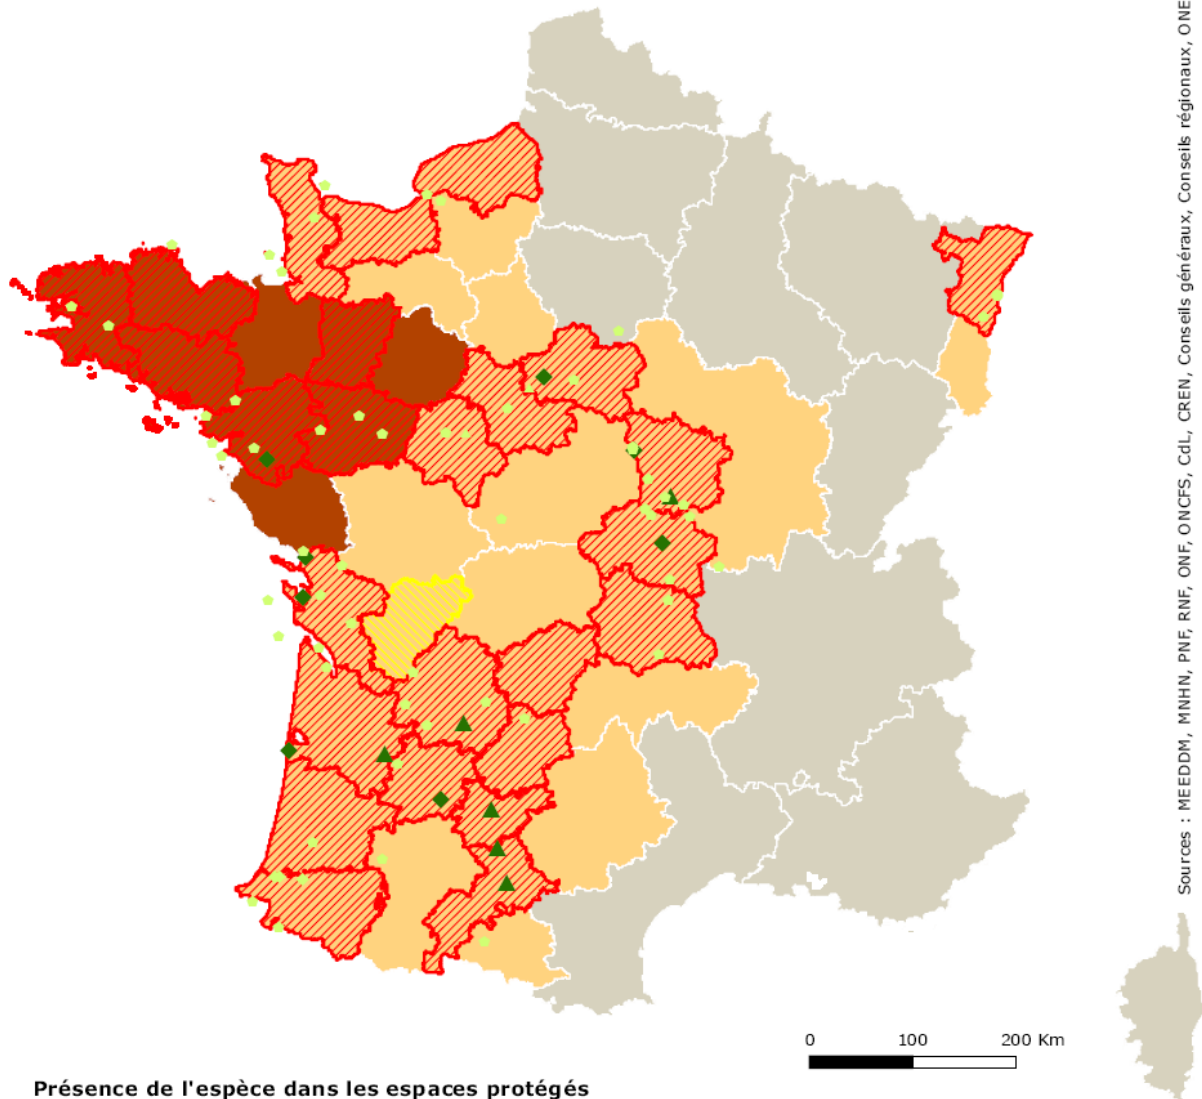 Sources : MEEDDM, MNHN, PNF, RNF, ONF, ONCFS, CdL, CREN, Conseils généraux, Conseils régionaux, ONE
0 100 200 Km
Présence de l'espèce dans les espaces protégés